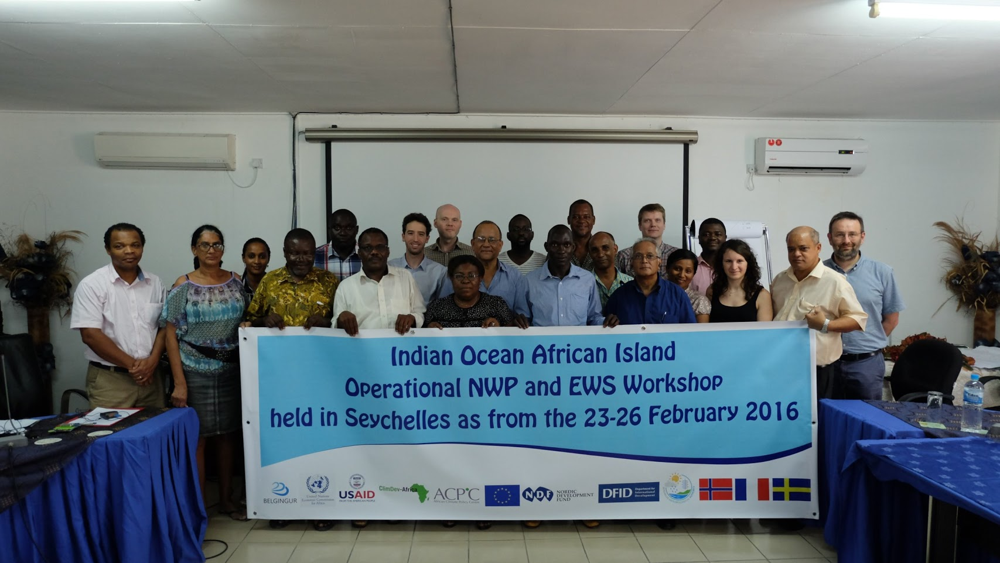 Indian Ocean African Island
Operational NWP and EWS Workshop
held in Seychelles as from the 23-26 February 2016
BELGINGUR
United Nations
Economic Commission
for Africa
USAID
FROM THE AMERICAN PEOPLE
ClimDev-Africa
ACPC
African Climate Policy Centre
NDF
NORDIC
DEVELOPMENT
FUND
DFID
Department for
International
Development
Eden